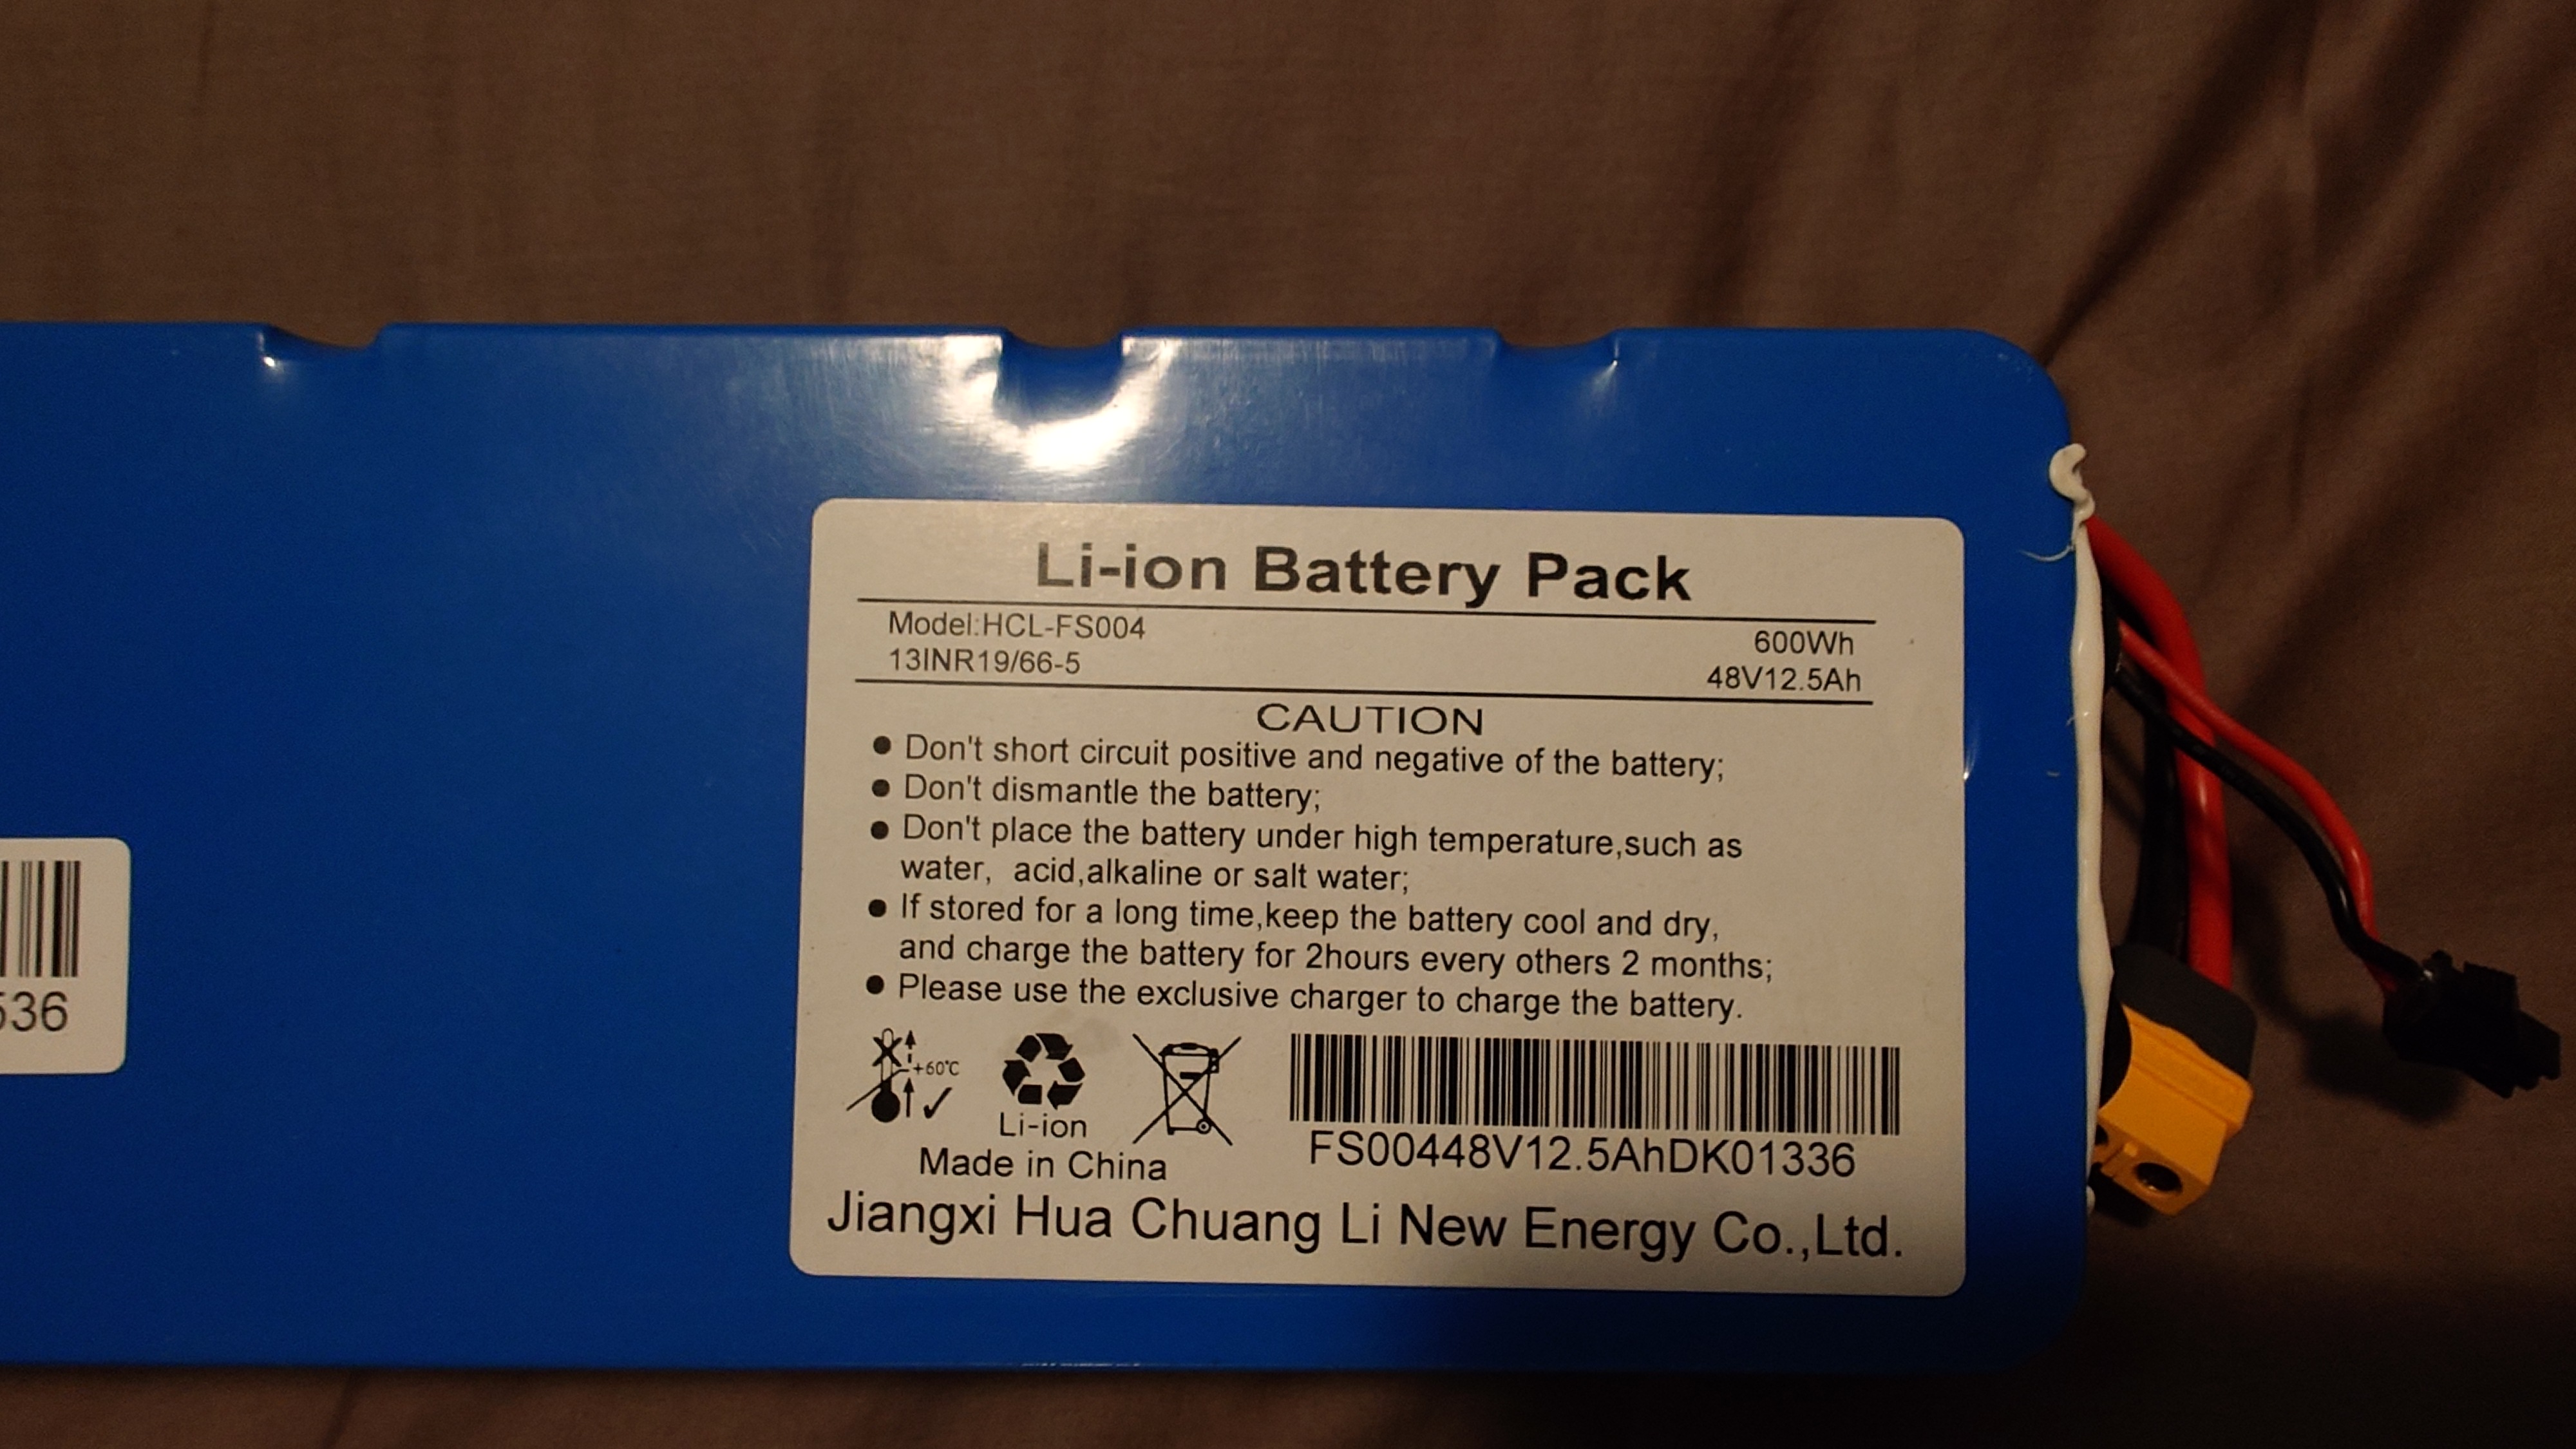 Li-ion Battery Pack
Model:HCL-FS004
600Wh
13INR19/66-5
48V12.5Ah
CAUTION
● Don't short circuit positive and negative of the battery;
● Don't dismantle the battery;
● Don't place the battery under high temperature,such as
water, acid,alkaline or salt water;
● If stored for a long time,keep the battery cool and dry,
and charge the battery for 2hours every others 2 months;
● Please use the exclusive charger to charge the battery.
+60℃
Li-ion
Made in China
FS00448V12.5AhDK01336
Jiangxi Hua Chuang Li New Energy Co.,Ltd.
36